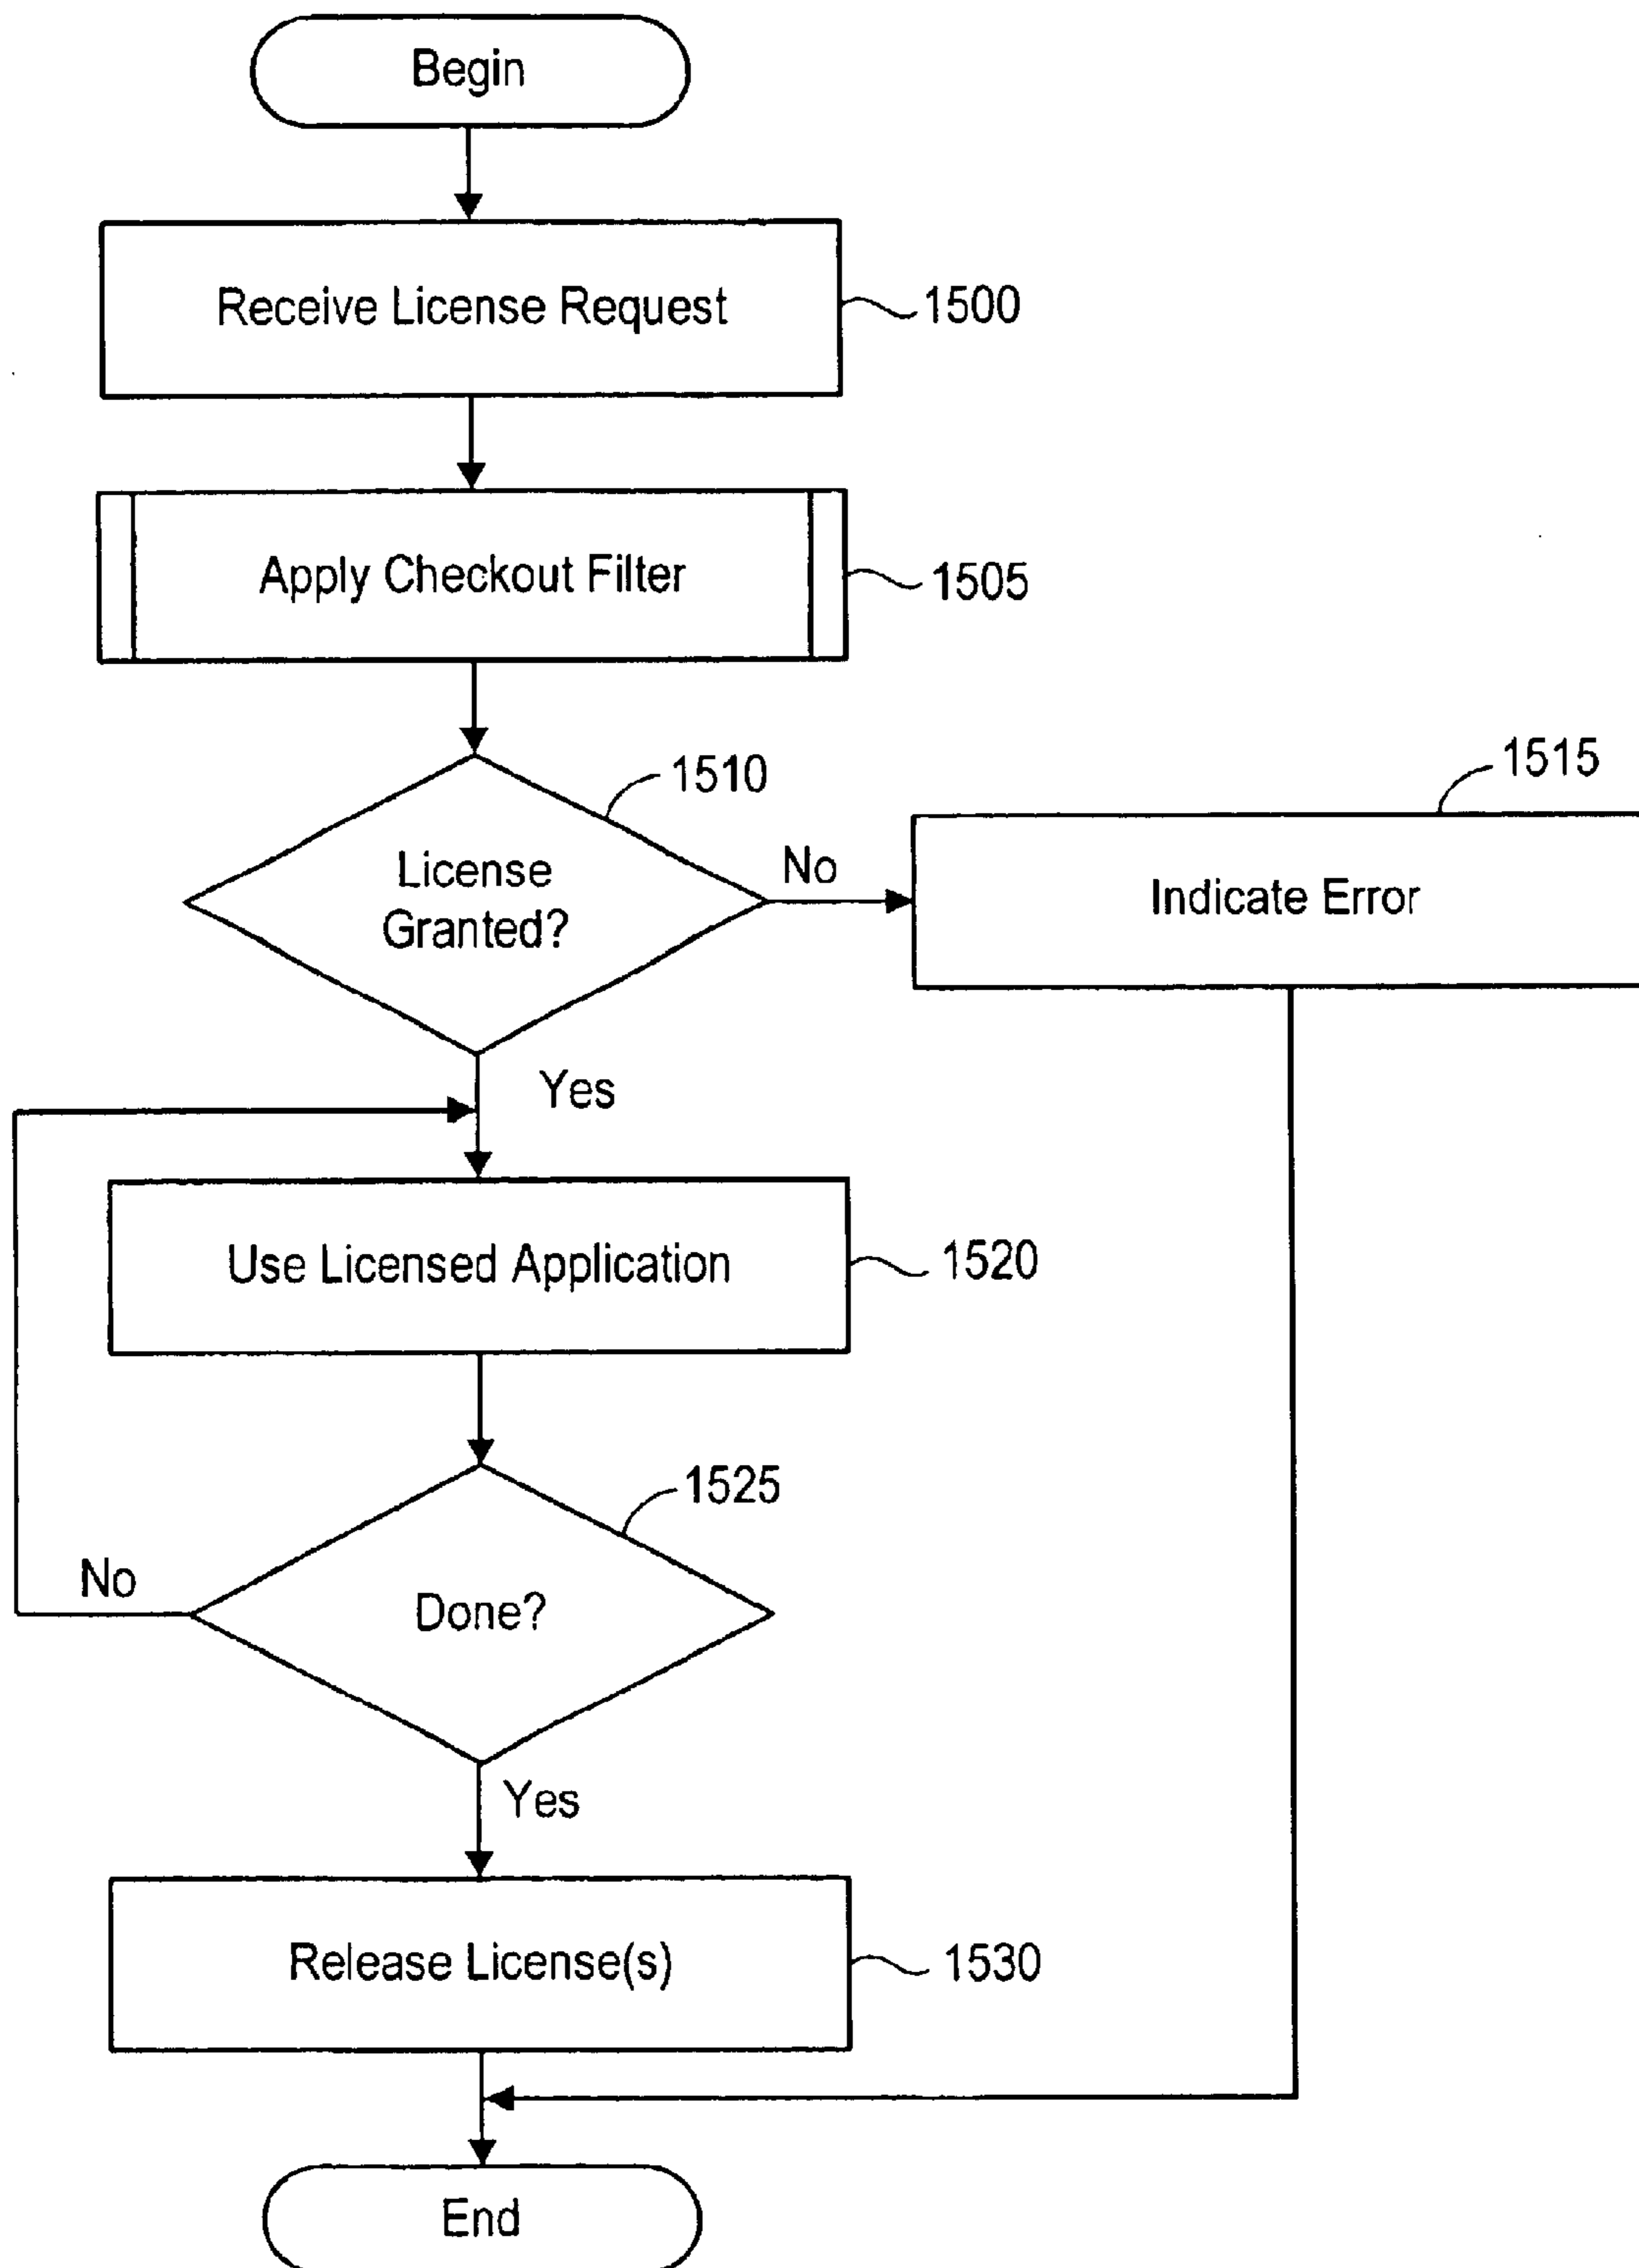 Begin
Receive License Request
1500
Apply Checkout Filter
1505
1510
License
Granted?
No
1515
Indicate Error
Yes
Use Licensed Application
1520
1525
No
Done?
Yes
Release License(s)
1530
End